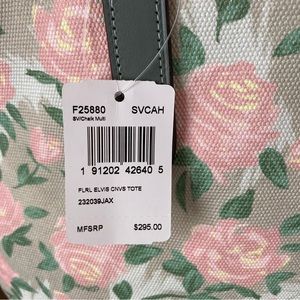 F25880 SVCAH
SV/Chalk Multi
1 91202 42640 5
FLRL ELVIS CNVS TOTE
232039JAX
MFSRP $295.00